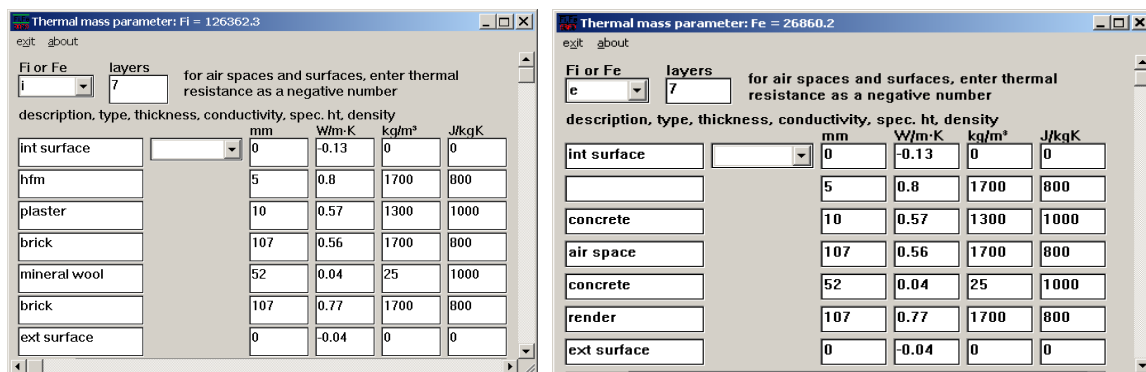 Thermal mass parameter: Fi = 126362.3
exit about
Fi or Fe layers
i 7
for air spaces and surfaces, enter thermal
resistance as a negative number
description, type, thickness, conductivity, spec. ht, density
mm W/m·K kg/m³ J/kgK
int surface 0 -0.13 0 0
hfm 5 0.8 1700 800
plaster 10 0.57 1300 1000
brick 107 0.56 1700 800
mineral wool 52 0.04 25 1000
brick 107 0.77 1700 800
ext surface 0 -0.04 0 0
Thermal mass parameter: Fe = 26860.2
exit about
Fi or Fe layers
e 7
for air spaces and surfaces, enter thermal
resistance as a negative number
description, type, thickness, conductivity, spec. ht, density
mm W/m·K kg/m³ J/kgK
int surface 0 -0.13 0 0
5 0.8 1700 800
concrete 10 0.57 1300 1000
air space 107 0.56 1700 800
concrete 52 0.04 25 1000
render 107 0.77 1700 800
ext surface 0 -0.04 0 0